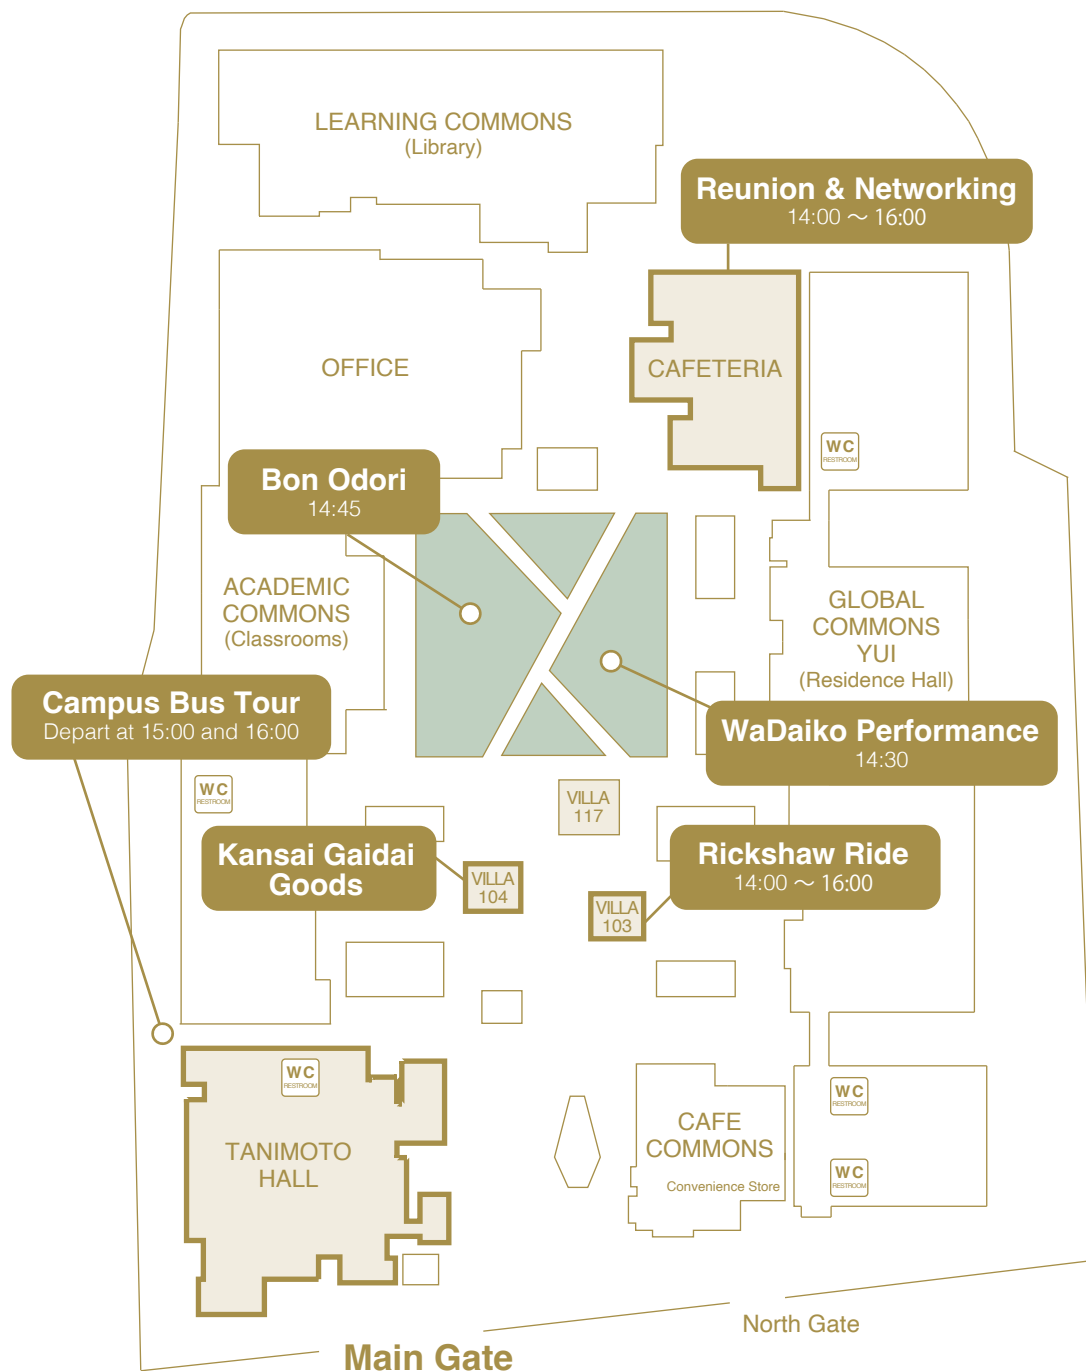 LEARNING COMMONS
(Library)
Reunion & Networking
14:00 ～ 16:00
OFFICE
CAFETERIA
WC
RESTROOM
Bon Odori
14:45
ACADEMIC
COMMONS
(Classrooms)
GLOBAL
COMMONS
YUI
(Residence Hall)
Campus Bus Tour
Depart at 15:00 and 16:00
WaDaiko Performance
14:30
WC
RESTROOM
VILLA
117
Kansai Gaidai
Goods
VILLA
104
Rickshaw Ride
14:00 ～ 16:00
VILLA
103
WC
RESTROOM
TANIMOTO
HALL
CAFE
COMMONS
Convenience Store
WC
RESTROOM
WC
RESTROOM
North Gate
Main Gate